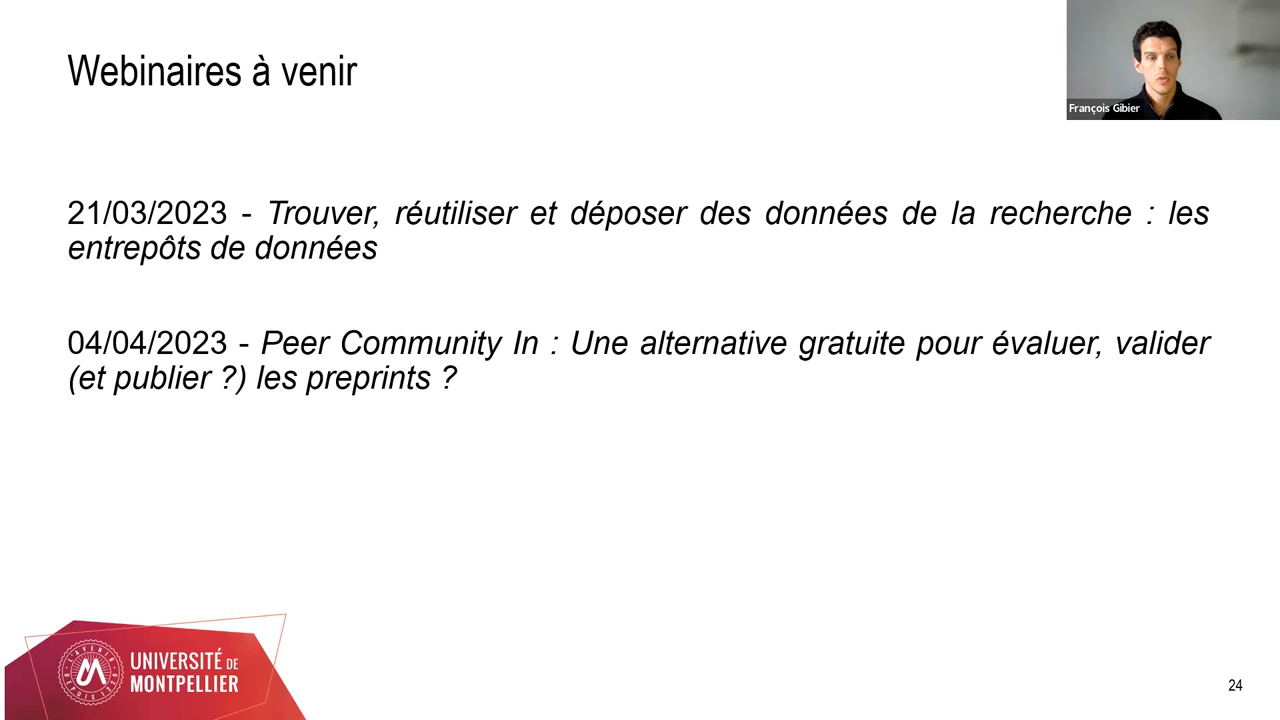 Webinaires à venir
François Gibier
21/03/2023 - Trouver, réutiliser et déposer des données de la recherche : les
entrepôts de données
04/04/2023 - Peer Community In : Une alternative gratuite pour évaluer, valider
(et publier ?) les preprints ?
UNIVERSITÉ DE
MONTPELLIER
24